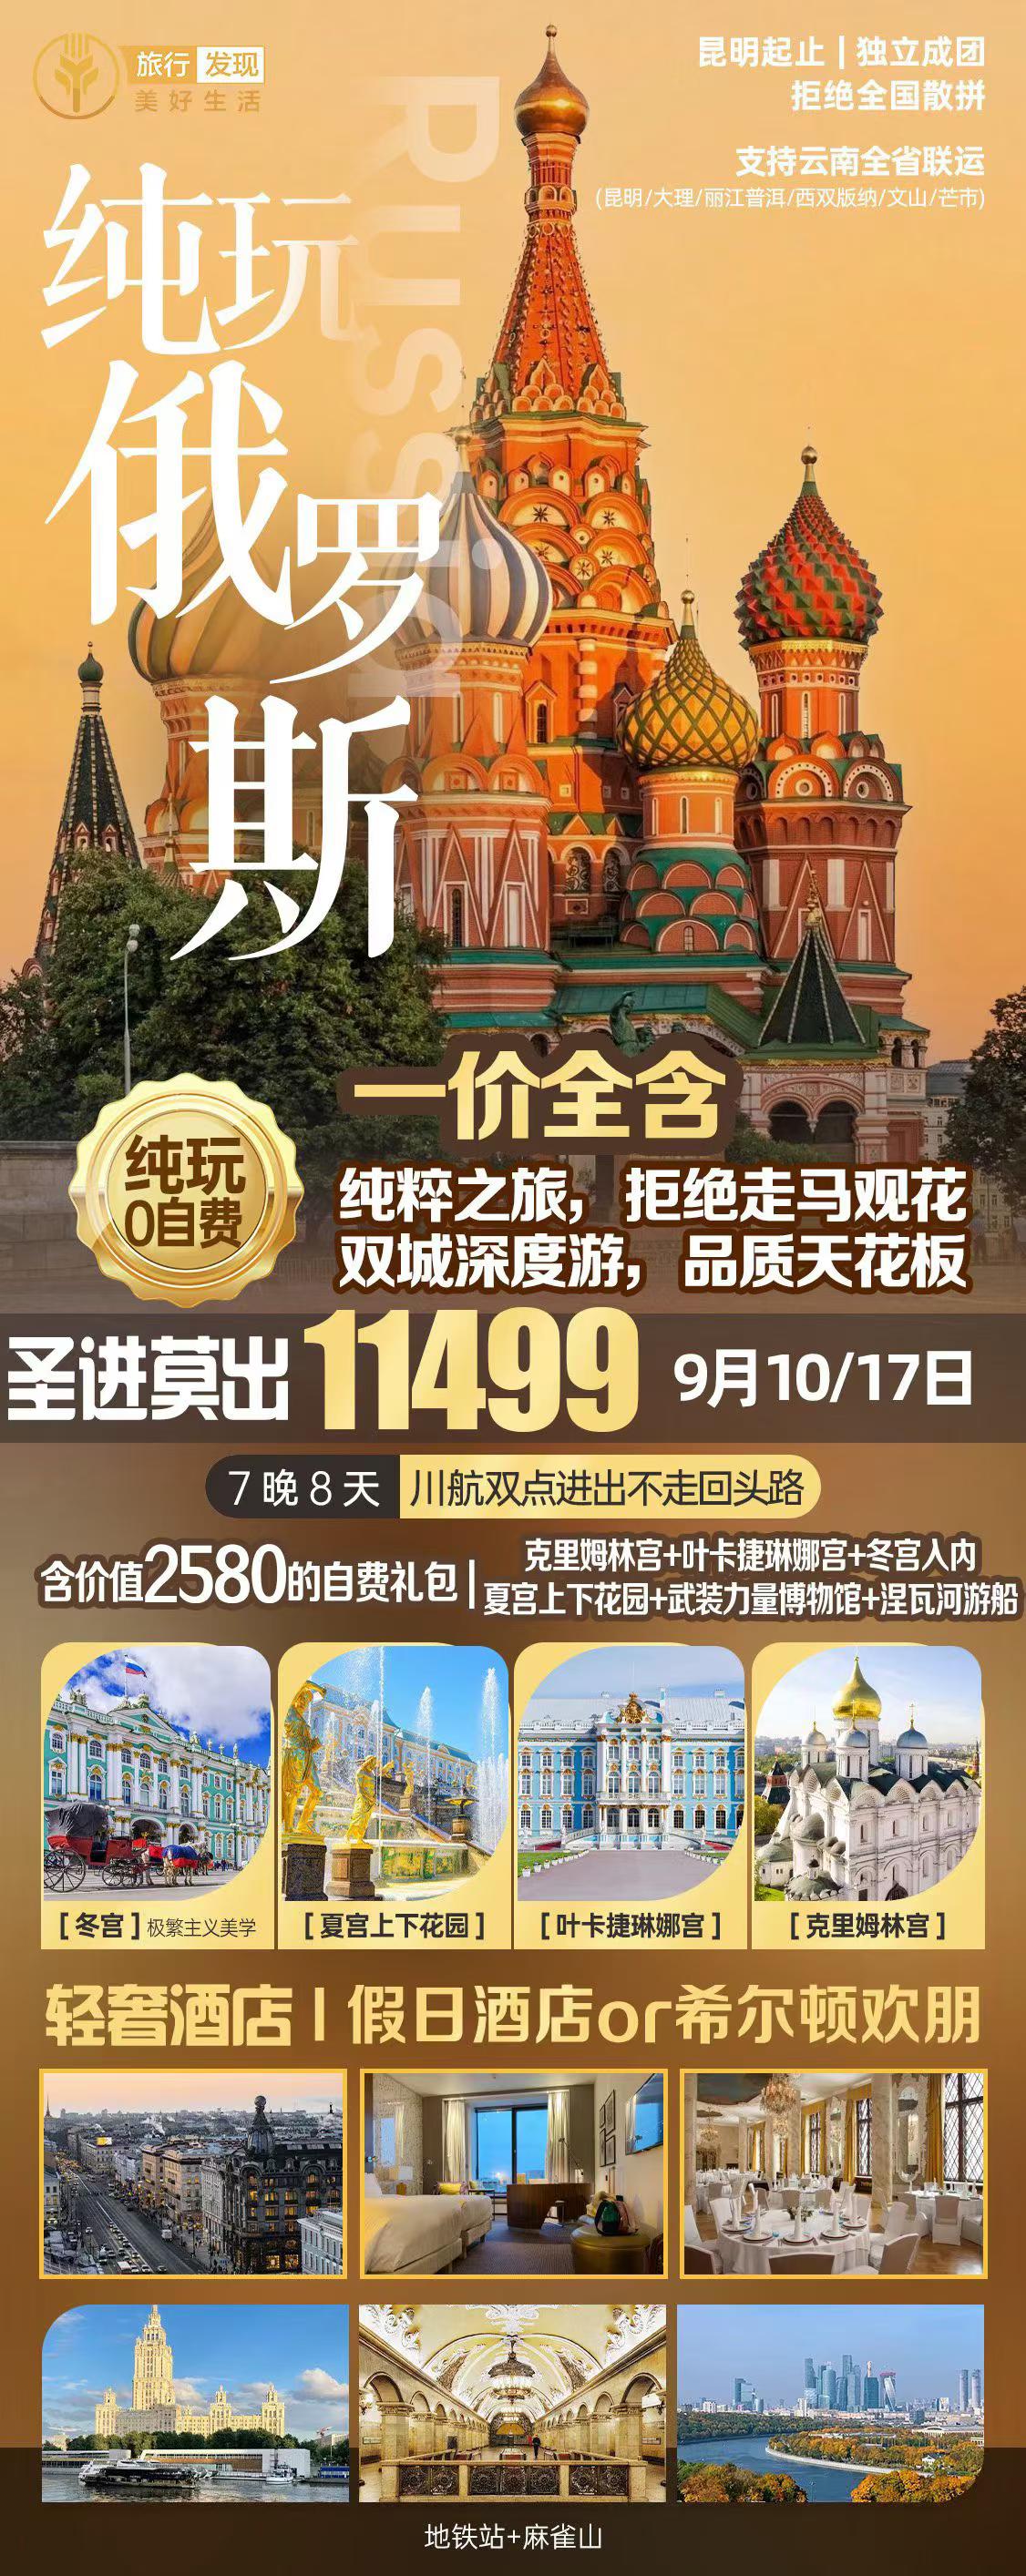 旅行发现
美好生活
昆明起止|独立成团
拒绝全国散拼
支持云南全省联运
(昆明/大理/丽江普洱/西双版纳/文山/芒市)
Russia
纯玩
俄罗斯
一价全含
纯玩
0自费
纯粹之旅，拒绝走马观花
双城深度游，品质天花板
圣进莫出 11499 9月10/17日
7晚8天 川航双点进出不走回头路
含价值2580的自费礼包|克里姆林宫+叶卡捷琳娜宫+冬宫入内
夏宫上下花园+武装力量博物馆+涅瓦河游船
[冬宫]极繁主义美学
[夏宫上下花园]
[叶卡捷琳娜宫]
[克里姆林宫]
轻奢酒店|假日酒店or希尔顿欢朋
地铁站+麻雀山